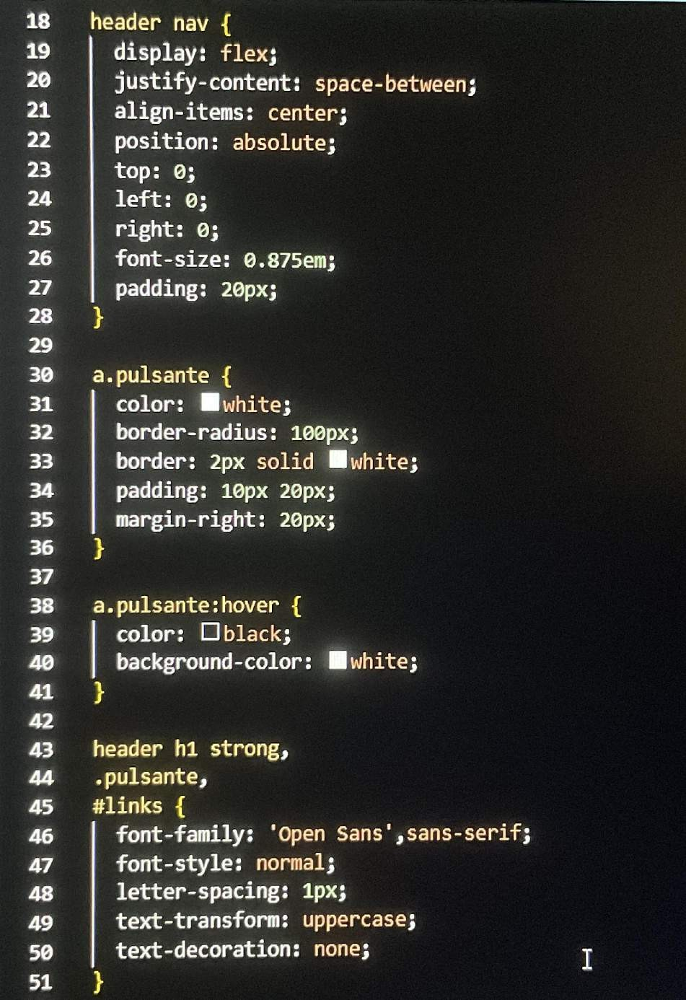 18 header nav {
19 display: flex;
20 justify-content: space-between;
21 align-items: center;
22 position: absolute;
23 top: 0;
24 left: 0;
25 right: 0;
26 font-size: 0.875em;
27 padding: 20px;
28 }
29
30 a.pulsante {
31 color: white;
32 border-radius: 100px;
33 border: 2px solid white;
34 padding: 10px 20px;
35 margin-right: 20px;
36 }
37
38 a.pulsante:hover {
39 color: black;
40 background-color: white;
41 }
42
43 header h1 strong,
44 .pulsante,
45 #links {
46 font-family: 'Open Sans',sans-serif;
47 font-style: normal;
48 letter-spacing: 1px;
49 text-transform: uppercase;
50 text-decoration: none;
51 }